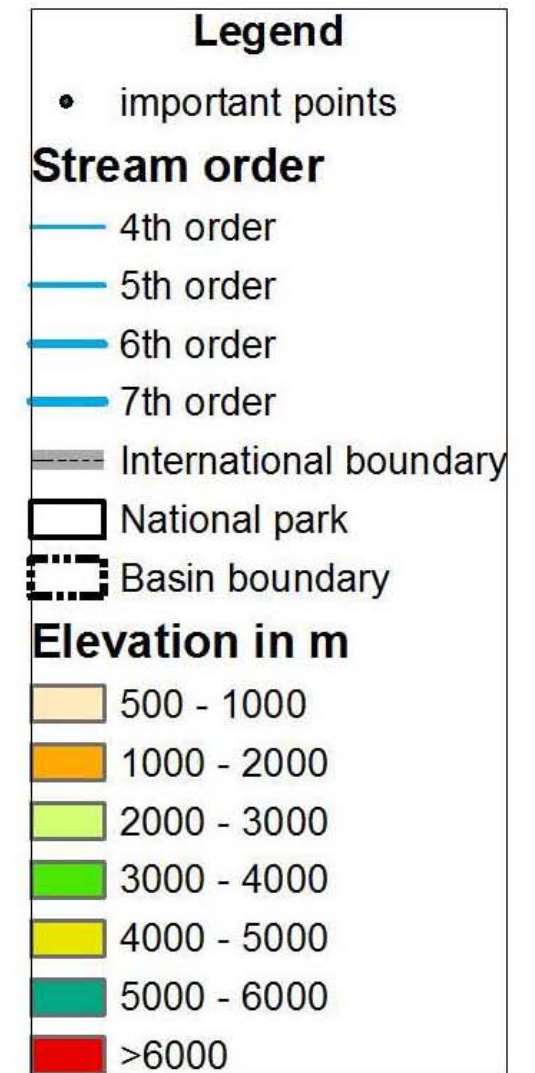 Legend
important points
Stream order
4th order
5th order
6th order
7th order
International boundary
National park
Basin boundary
Elevation in m
500 - 1000
1000 - 2000
2000 - 3000
3000 - 4000
4000 - 5000
5000 - 6000
>6000